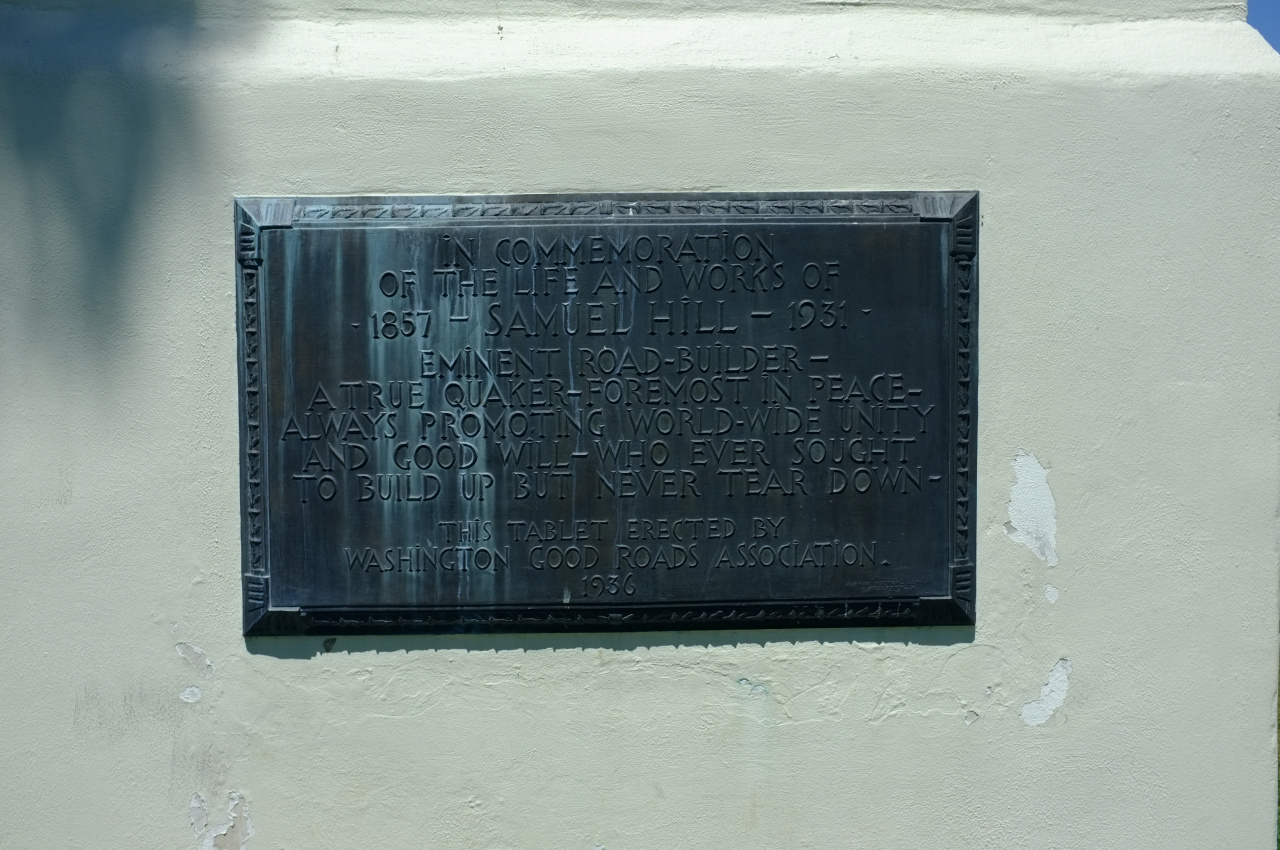 IN COMMEMORATION
OF THE LIFE AND WORKS OF
· 1857 – SAMUEL HILL – 1931 ·
EMINENT ROAD-BUILDER –
A TRUE QUAKER – FOREMOST IN PEACE –
ALWAYS PROMOTING WORLD-WIDE UNITY
AND GOOD WILL – WHO EVER SOUGHT
TO BUILD UP BUT NEVER TEAR DOWN –
THIS TABLET ERECTED BY
WASHINGTON GOOD ROADS ASSOCIATION.
1936